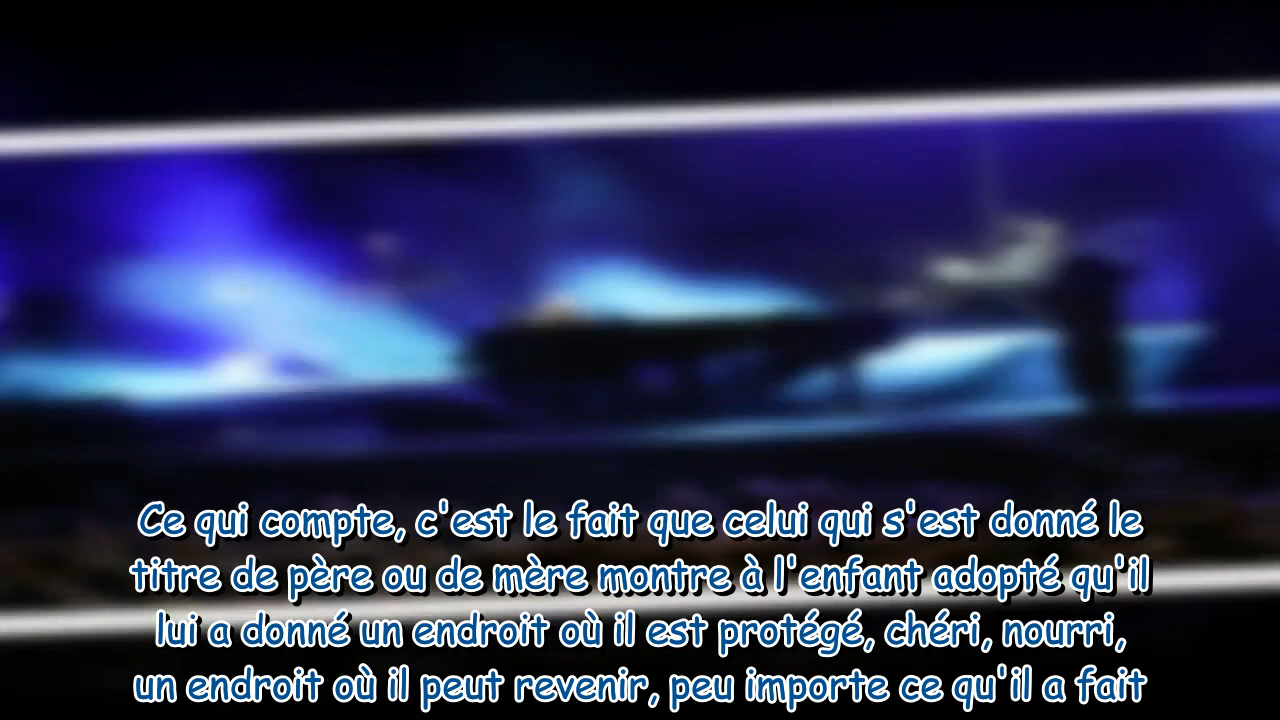 Ce qui compte, c'est le fait que celui qui s'est donné le
titre de père ou de mère montre à l'enfant adopté qu'il
lui a donné un endroit où il est protégé, chéri, nourri,
un endroit où il peut revenir, peu importe ce qu'il a fait